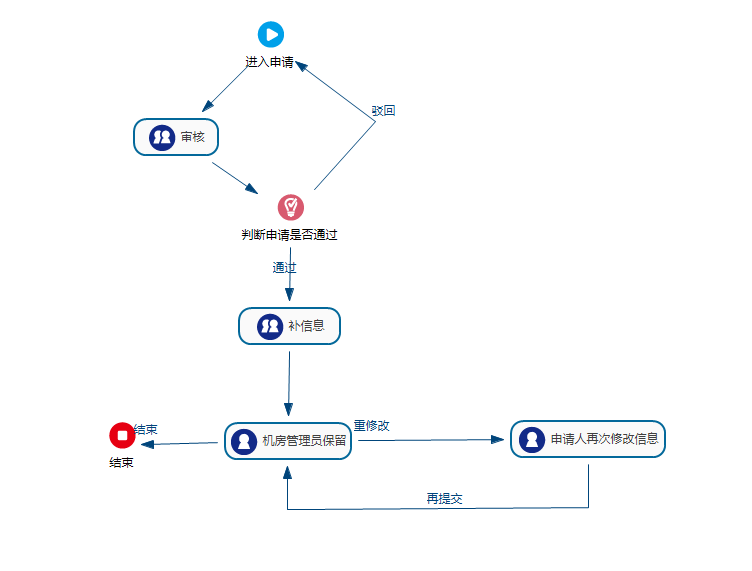 进入申请
驳回
审核
判断申请是否通过
通过
补信息
重修改
结束
机房管理员保留
申请人再次修改信息
结束
再提交